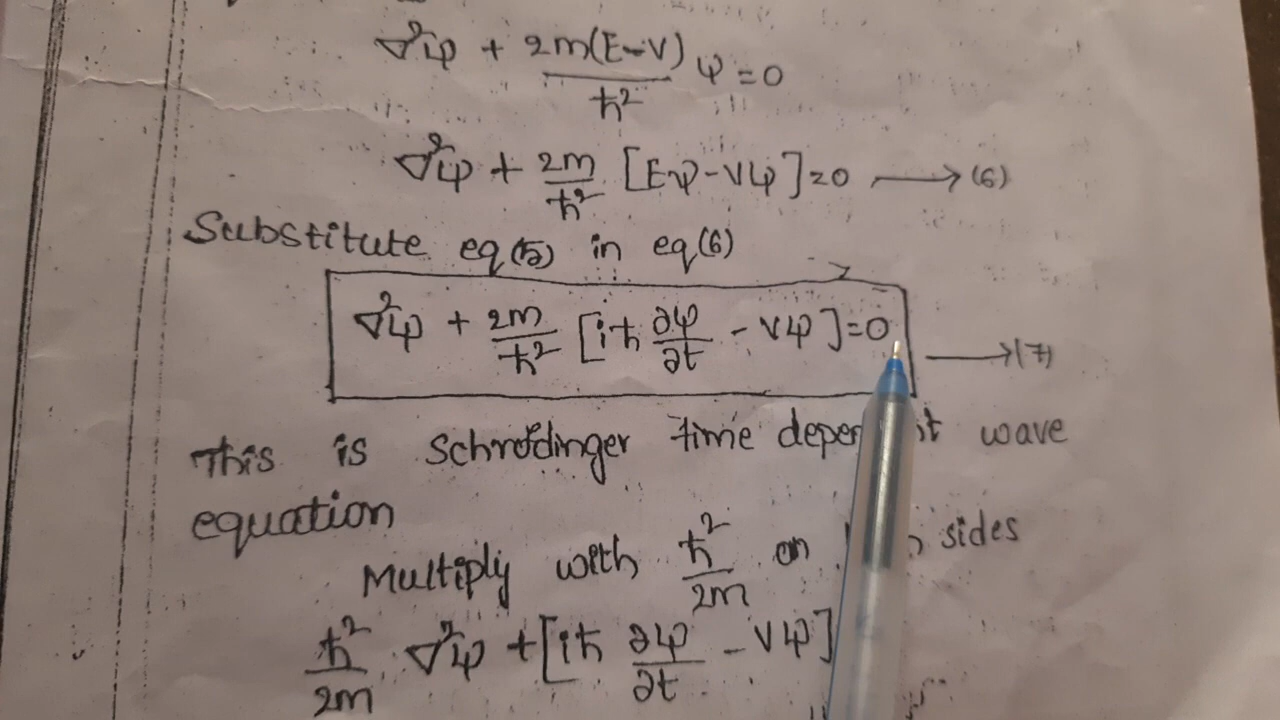 ∇²ψ + 2m(E-V)/ħ² ψ = 0
∇²ψ + 2m/ħ² [Eψ - Vψ] = 0 → (6)
Substitute eq(5) in eq(6)
∇²ψ + 2m/ħ² [iħ ∂ψ/∂t - Vψ] = 0 → (7)
This is Schrodinger time wave
equation
Multiply with ħ²/2m on sides
ħ²/2m ∇²ψ + [iħ ∂ψ/∂t - Vψ]